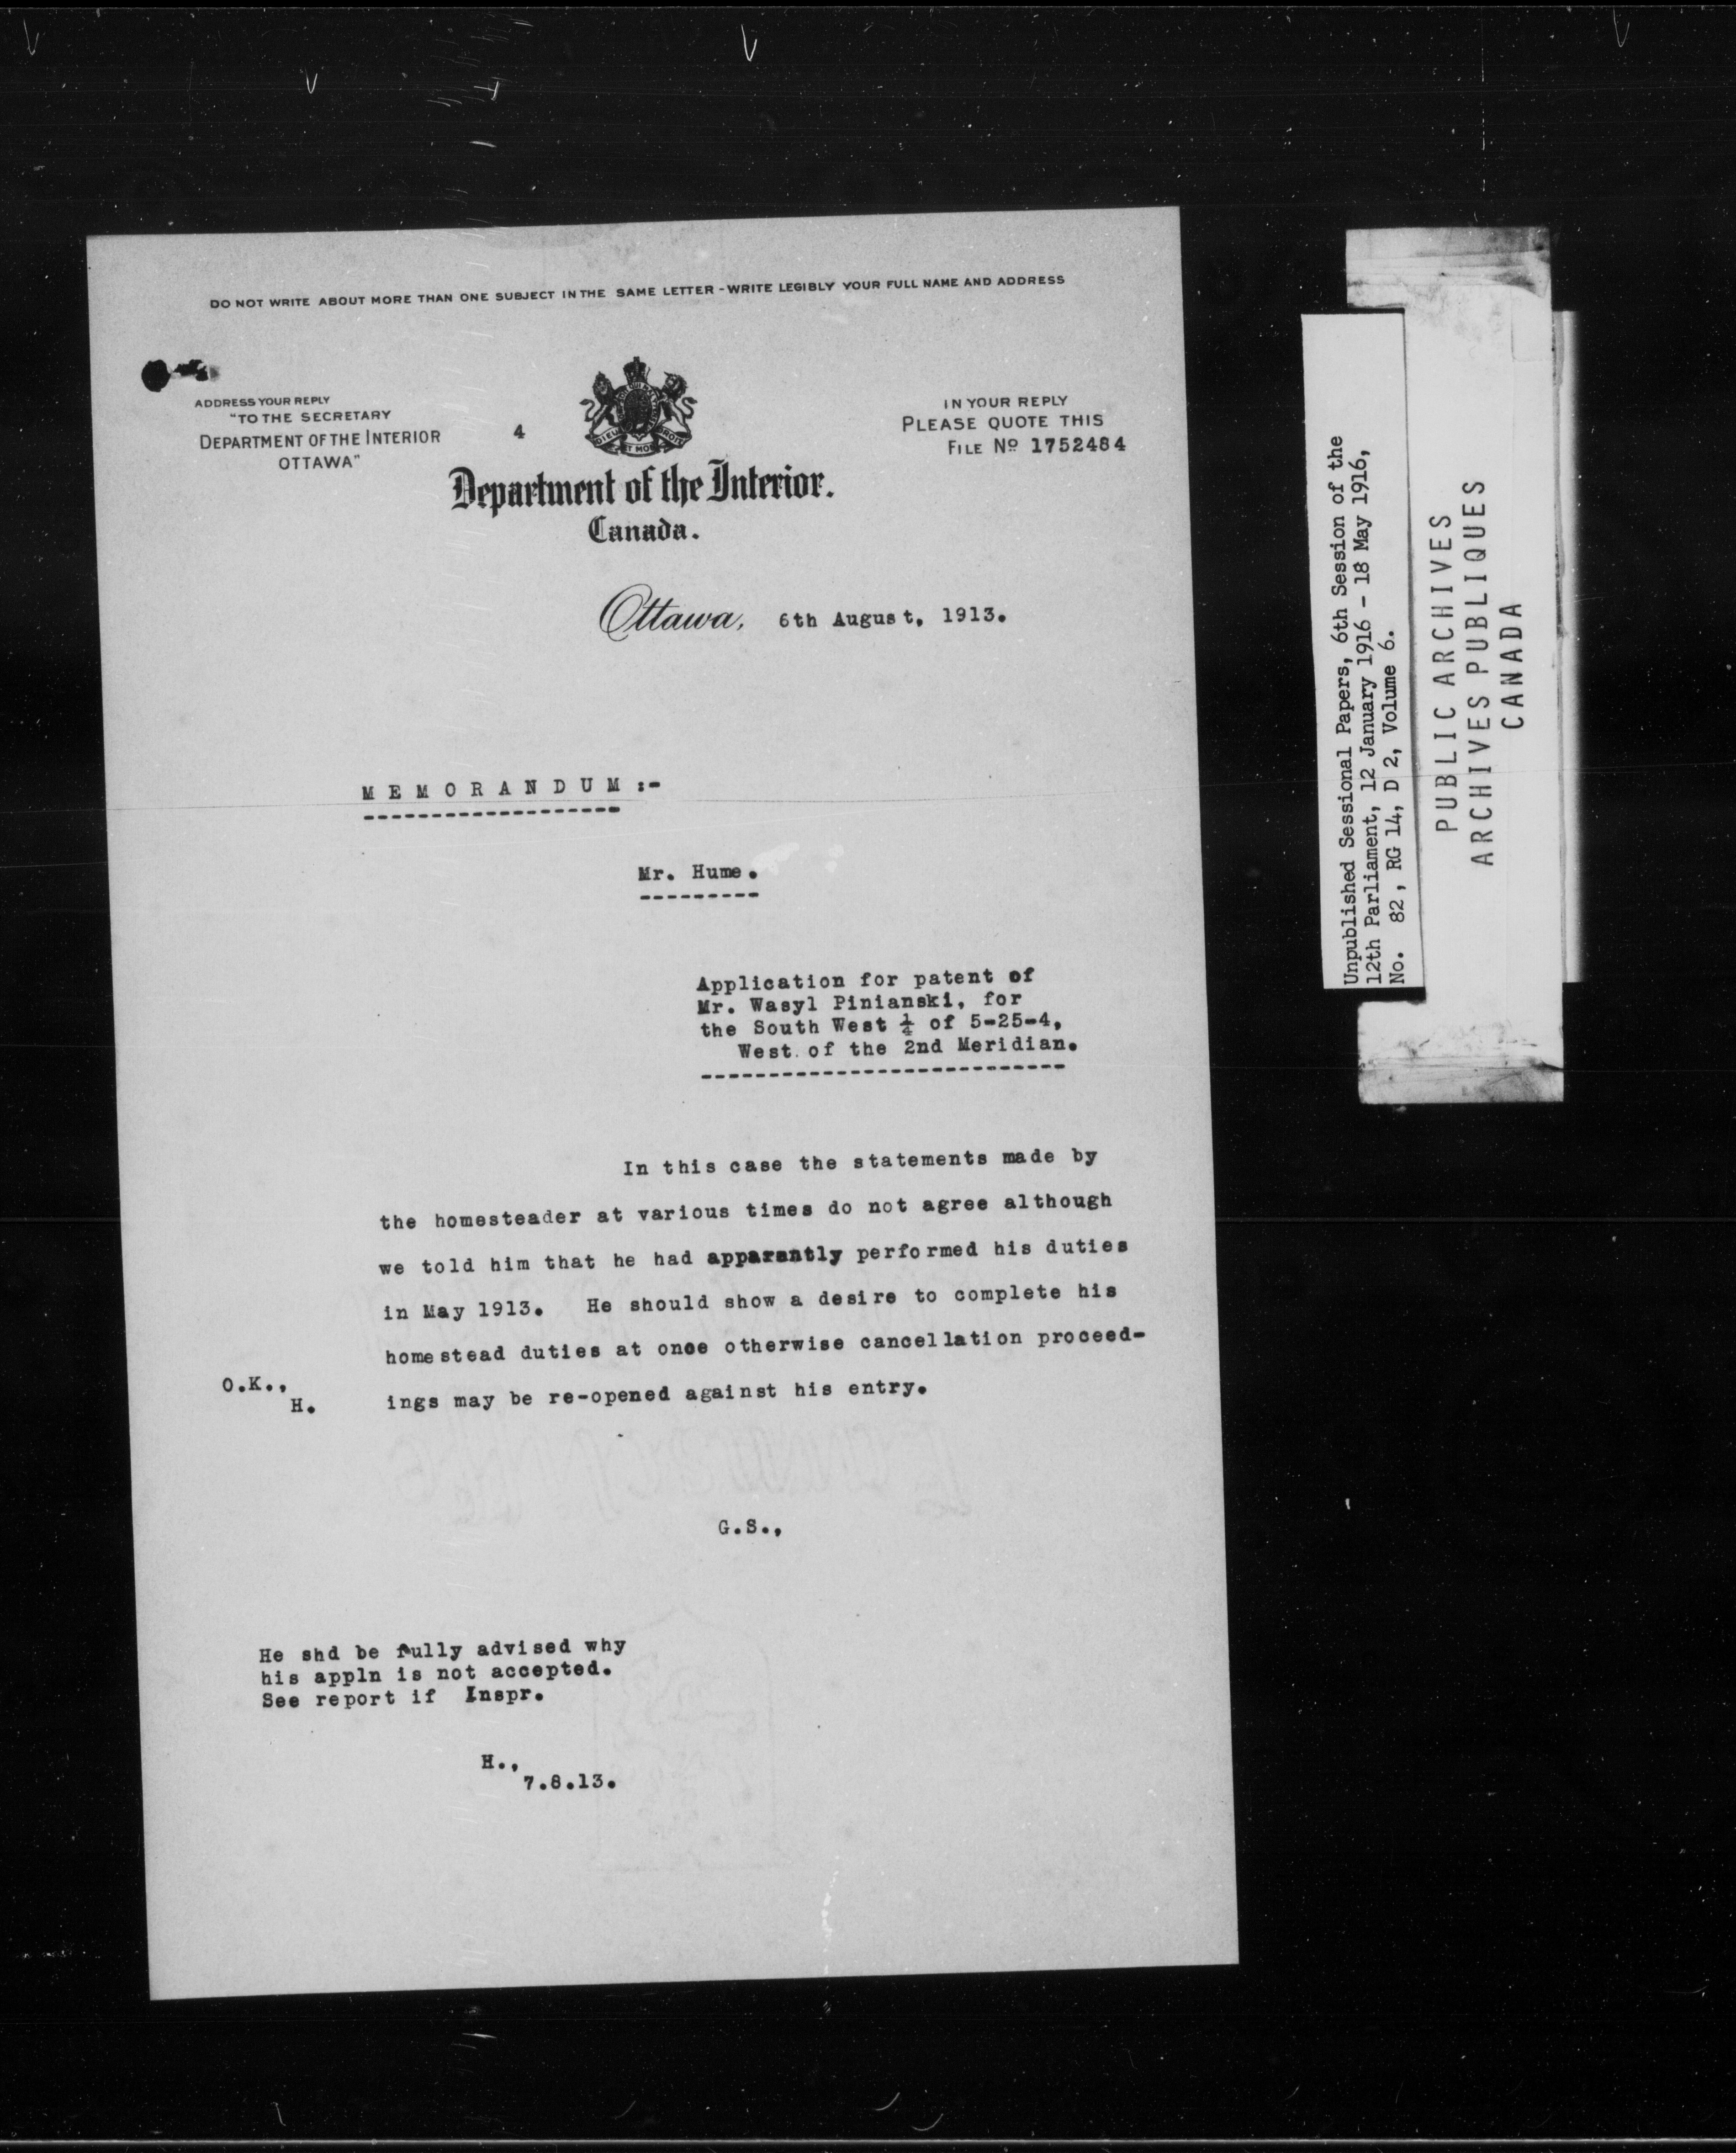 DO NOT WRITE ABOUT MORE THAN ONE SUBJECT IN THE SAME LETTER - WRITE LEGIBLY YOUR FULL NAME AND ADDRESS
ADDRESS YOUR REPLY
"TO THE SECRETARY
DEPARTMENT OF THE INTERIOR
OTTAWA"
4
DIEU ET MON DROIT
IN YOUR REPLY
PLEASE QUOTE THIS
FILE Nº 1752484
Department of the Interior.
Canada.
Ottawa, 6th August, 1913.
MEMORANDUM:-
Mr. Hume.
Application for patent of
Mr. Wasyl Pinianski, for
the South West ¼ of 5-25-4,
West of the 2nd Meridian.
In this case the statements made by
the homesteader at various times do not agree although
we told him that he had apparently performed his duties
in May 1913. He should show a desire to complete his
homestead duties at once otherwise cancellation proceed-
ings may be re-opened against his entry.
O.K.,
H.
G.S.,
He shd be fully advised why
his appln is not accepted.
See report if Inspr.
H.,
7.8.13.
Unpublished Sessional Papers, 6th Session of the
12th Parliament, 12 January 1916 - 18 May 1916,
No. 82, RG 14, D 2, Volume 6.
PUBLIC ARCHIVES
ARCHIVES PUBLIQUES
CANADA